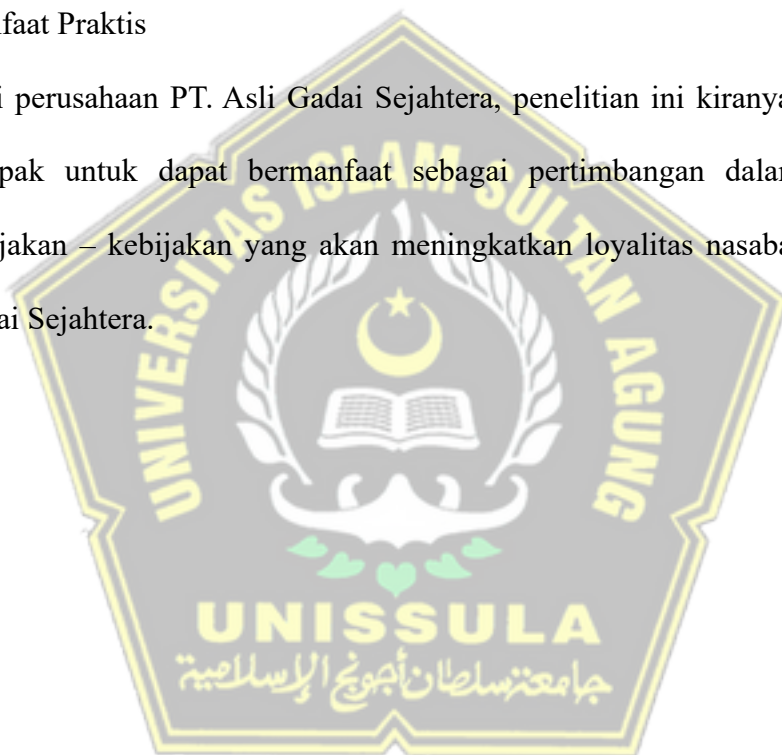 nfaat Praktis
i perusahaan PT. Asli Gadai Sejahtera, penelitian ini kiranya
pak untuk dapat bermanfaat sebagai pertimbangan dalam
jakan – kebijakan yang akan meningkatkan loyalitas nasaba
ai Sejahtera.
UNIVERSITAS ISLAM SULTAN AGUNG
UNISSULA
جامعة سلطان أجونج الإسلامية